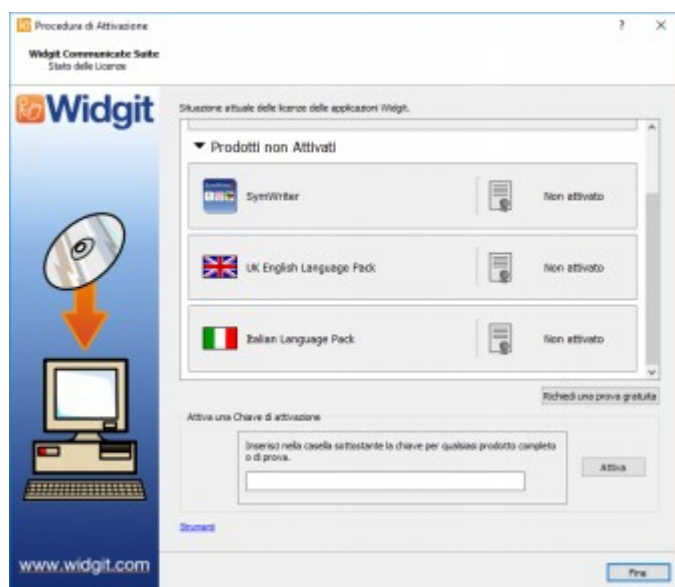 Procedura di Attivazione
?
Widgit Communicate Suite
Stato delle Licenze
Widgit
Situazione attuale delle licenze delle applicazioni Widgit.
Prodotti non Attivati
SymWriter
Non attivato
UK English Language Pack
Non attivato
Italian Language Pack
Non attivato
Richiedi una prova gratuita
Attiva una Chiave di attivazione
Inserisci nella casella sottostante la chiave per qualsiasi prodotto completo
o di prova.
Attiva
Strumenti
www.widgit.com
Fine